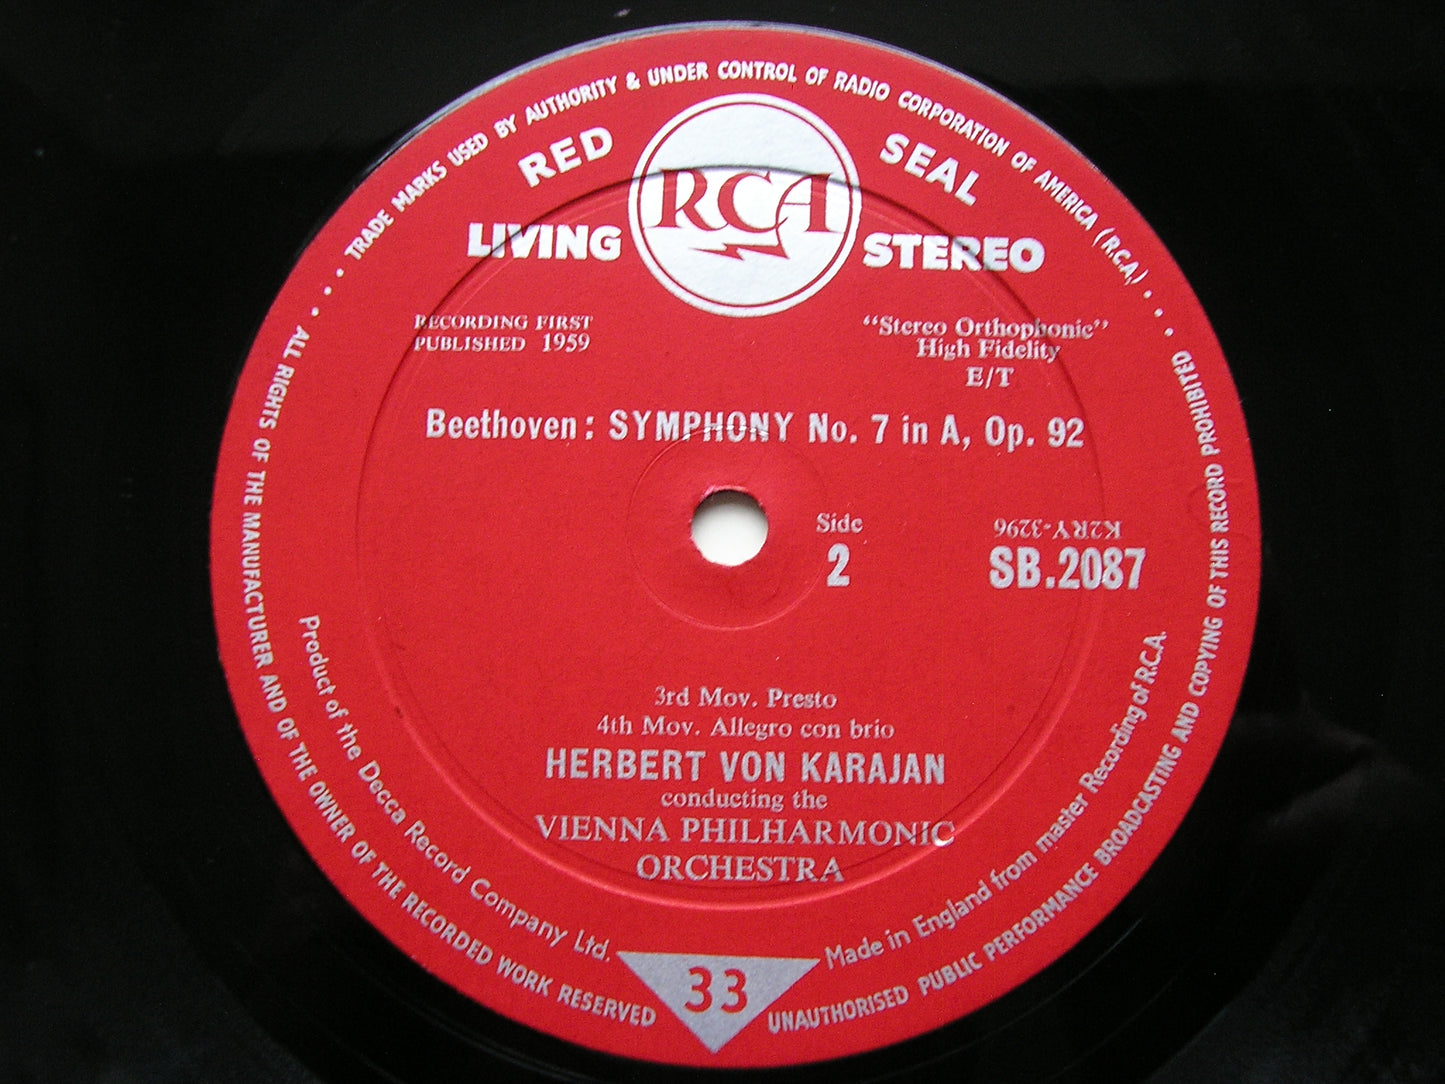 TRADE MARKS USED BY AUTHORITY & UNDER CONTROL OF RADIO CORPORATION OF AMERICA (R.C.A.)
RED SEAL
RCA
LIVING STEREO
RECORDING FIRST
PUBLISHED 1959
"Stereo Orthophonic"
High Fidelity
E/T
Beethoven: SYMPHONY No. 7 in A, Op. 92
Side
2
K2RY-3296
SB.2087
3rd Mov. Presto
4th Mov. Allegro con brio
HERBERT VON KARAJAN
conducting the
VIENNA PHILHARMONIC
ORCHESTRA
Product of the Decca Record Company Ltd.
Made in England from master Recording of R.C.A.
33
ALL RIGHTS OF THE MANUFACTURER AND OF THE OWNER OF THE RECORDED WORK RESERVED
UNAUTHORISED PUBLIC PERFORMANCE BROADCASTING AND COPYING OF THIS RECORD PROHIBITED